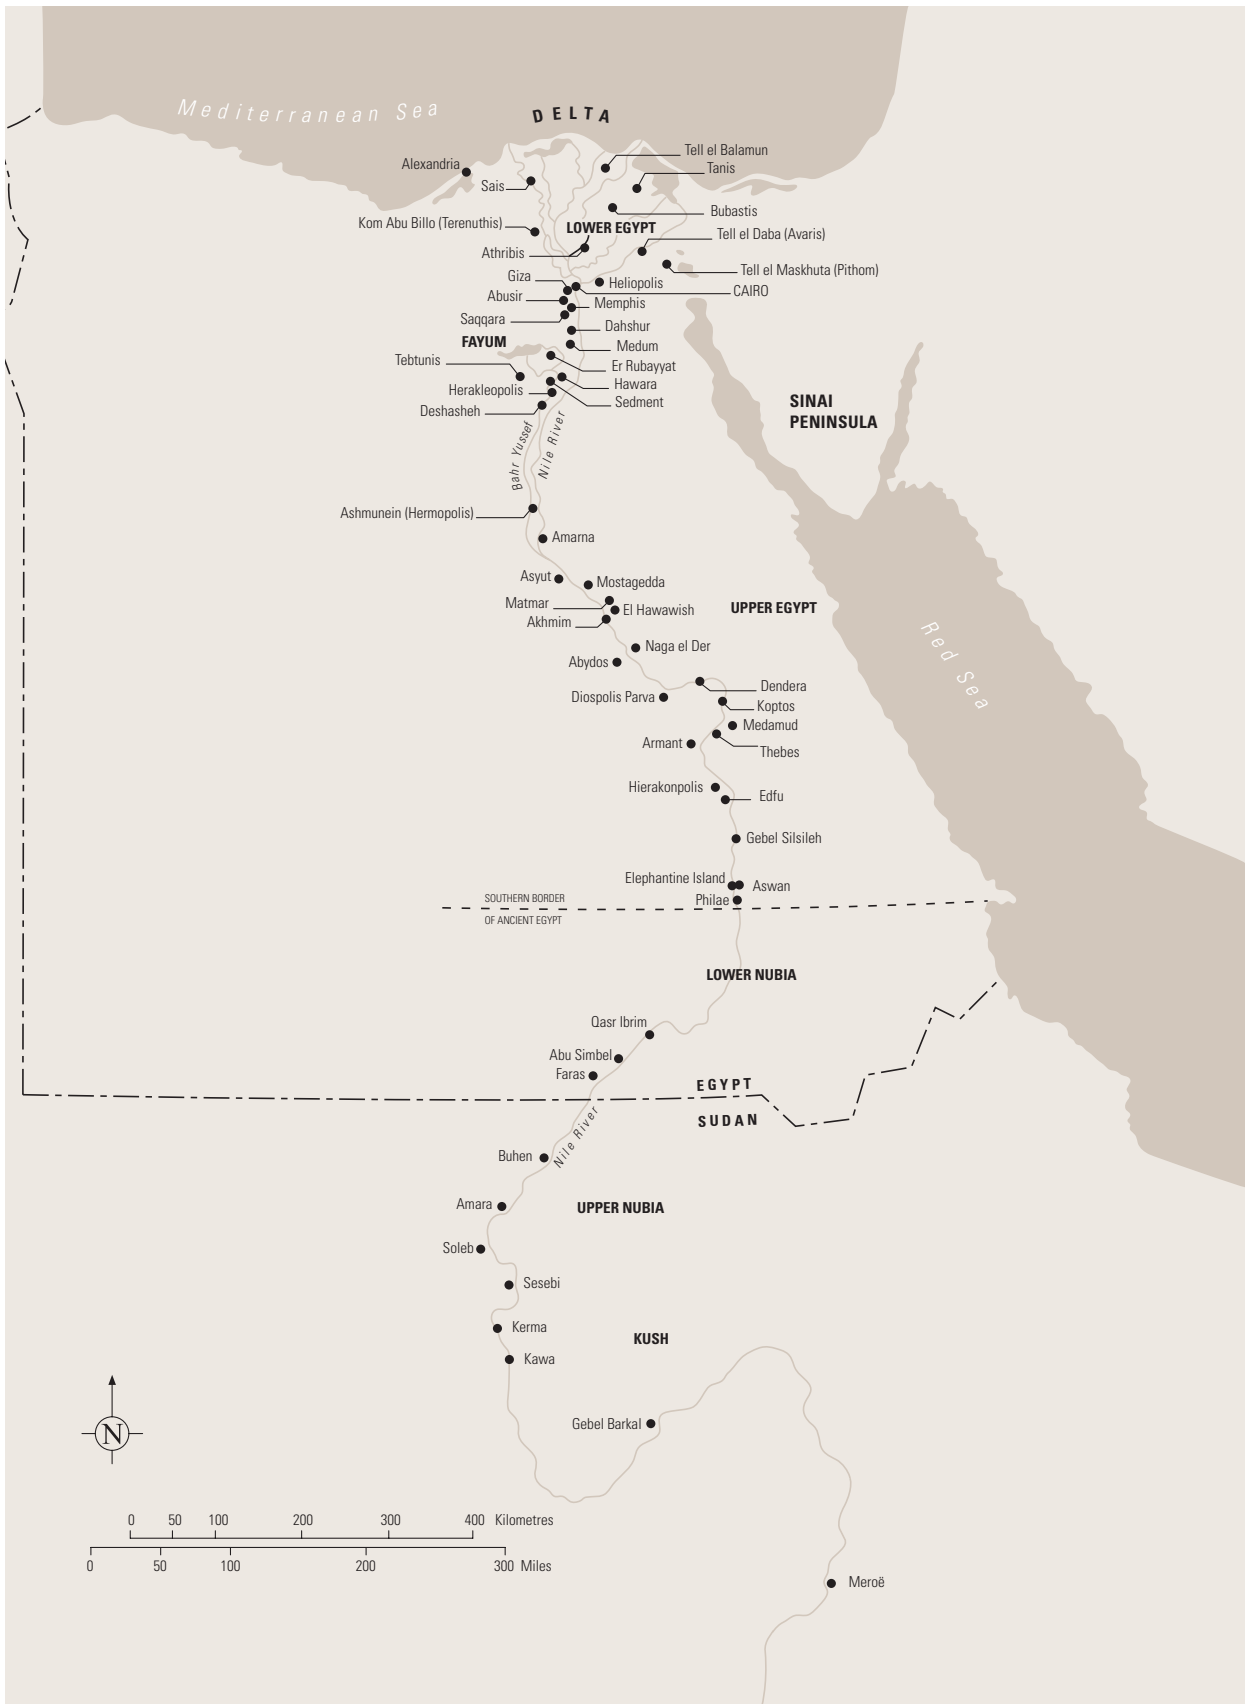 Mediterranean Sea
DELTA
Tell el Balamun
Alexandria
Tanis
Sais
Bubastis
Kom Abu Billo (Terenuthis)
LOWER EGYPT
Tell el Daba (Avaris)
Athribis
Tell el Maskhuta (Pithom)
Giza
Heliopolis
CAIRO
Abusir
Memphis
Saqqara
Dahshur
FAYUM
Medum
Tebtunis
Er Rubayyat
Hawara
Herakleopolis
Sedment
SINAI
PENINSULA
Deshasheh
Bahr Yussef
Nile River
Ashmunein (Hermopolis)
Amarna
Asyut
Mostagedda
Matmar
El Hawawish
UPPER EGYPT
Akhmim
Naga el Der
Abydos
Red Sea
Dendera
Diospolis Parva
Koptos
Medamud
Armant
Thebes
Hierakonpolis
Edfu
Gebel Silsileh
Elephantine Island
Aswan
SOUTHERN BORDER
Philae
OF ANCIENT EGYPT
LOWER NUBIA
Qasr Ibrim
Abu Simbel
Faras
EGYPT
SUDAN
Nile River
Buhen
Amara
UPPER NUBIA
Soleb
Sesebi
Kerma
KUSH
Kawa
Gebel Barkal
N
0 50 100 200 300 400 Kilometres
0 50 100 200 300 Miles
Meroë